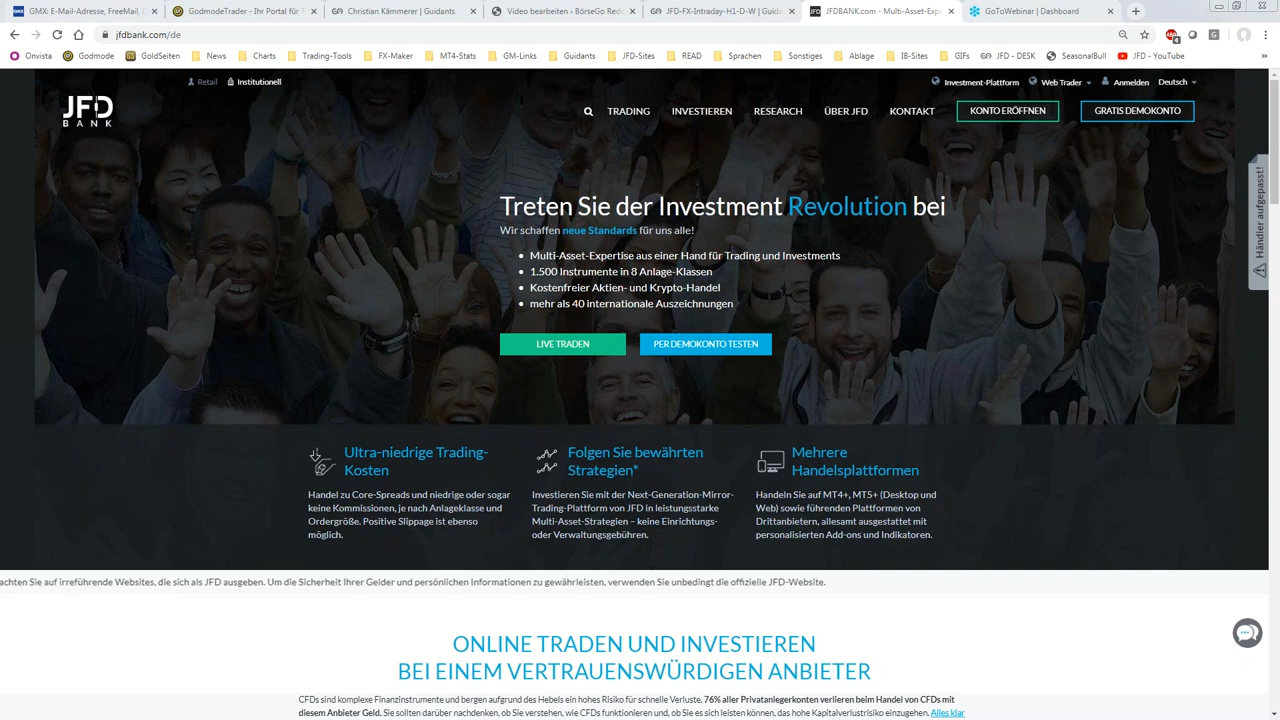 GMX: E-Mail-Adresse, FreeMail, D
GodmodeTrader - Ihr Portal für T
Christian Kämmerer | Guidants
Video bearbeiten ‹ BörseGo Rede
JFD-FX-Intraday-H1-D-W | Guida
JFDBANK.com - Multi-Asset-Exp
GoToWebinar | Dashboard
jfdbank.com/de
Onvista
Godmode
GoldSeiten
News
Charts
Trading-Tools
FX-Maker
MT4-Stats
GM-Links
Guidants
JFD-Sites
READ
Sprachen
Sonstiges
Ablage
IB-Sites
GIFs
JFD - DESK
SeasonalBull
JFD - YouTube
Retail
Institutionell
Investment-Plattform
Web Trader
Anmelden
Deutsch
JFD
BANK
TRADING
INVESTIEREN
RESEARCH
ÜBER JFD
KONTAKT
KONTO ERÖFFNEN
GRATIS DEMOKONTO
Händler aufgepasst!
Treten Sie der Investment Revolution bei
Wir schaffen neue Standards für uns alle!
• Multi-Asset-Expertise aus einer Hand für Trading und Investments
• 1.500 Instrumente in 8 Anlage-Klassen
• Kostenfreier Aktien- und Krypto-Handel
• mehr als 40 internationale Auszeichnungen
LIVE TRADEN
PER DEMOKONTO TESTEN
Ultra-niedrige Trading-
Kosten
Handel zu Core-Spreads und niedrige oder sogar
keine Kommissionen, je nach Anlageklasse und
Ordergröße. Positive Slippage ist ebenso
möglich.
Folgen Sie bewährten
Strategien*
Investieren Sie mit der Next-Generation-Mirror-
Trading-Plattform von JFD in leistungsstarke
Multi-Asset-Strategien – keine Einrichtungs-
oder Verwaltungsgebühren.
Mehrere
Handelsplattformen
Handeln Sie auf MT4+, MT5+ (Desktop und
Web) sowie führenden Plattformen von
Drittanbietern, allesamt ausgestattet mit
personalisierten Add-ons und Indikatoren.
achten Sie auf irreführende Websites, die sich als JFD ausgeben. Um die Sicherheit Ihrer Gelder und persönlichen Informationen zu gewährleisten, verwenden Sie unbedingt die offizielle JFD-Website.
ONLINE TRADEN UND INVESTIEREN
BEI EINEM VERTRAUENSWÜRDIGEN ANBIETER
CFDs sind komplexe Finanzinstrumente und bergen aufgrund des Hebels ein hohes Risiko für schnelle Verluste. 76% aller Privatanlegerkonten verlieren beim Handel von CFDs mit
diesem Anbieter Geld. Sie sollten darüber nachdenken, ob Sie verstehen, wie CFDs funktionieren und, ob Sie es sich leisten können, das hohe Kapitalverlustrisiko einzugehen. Alles klar